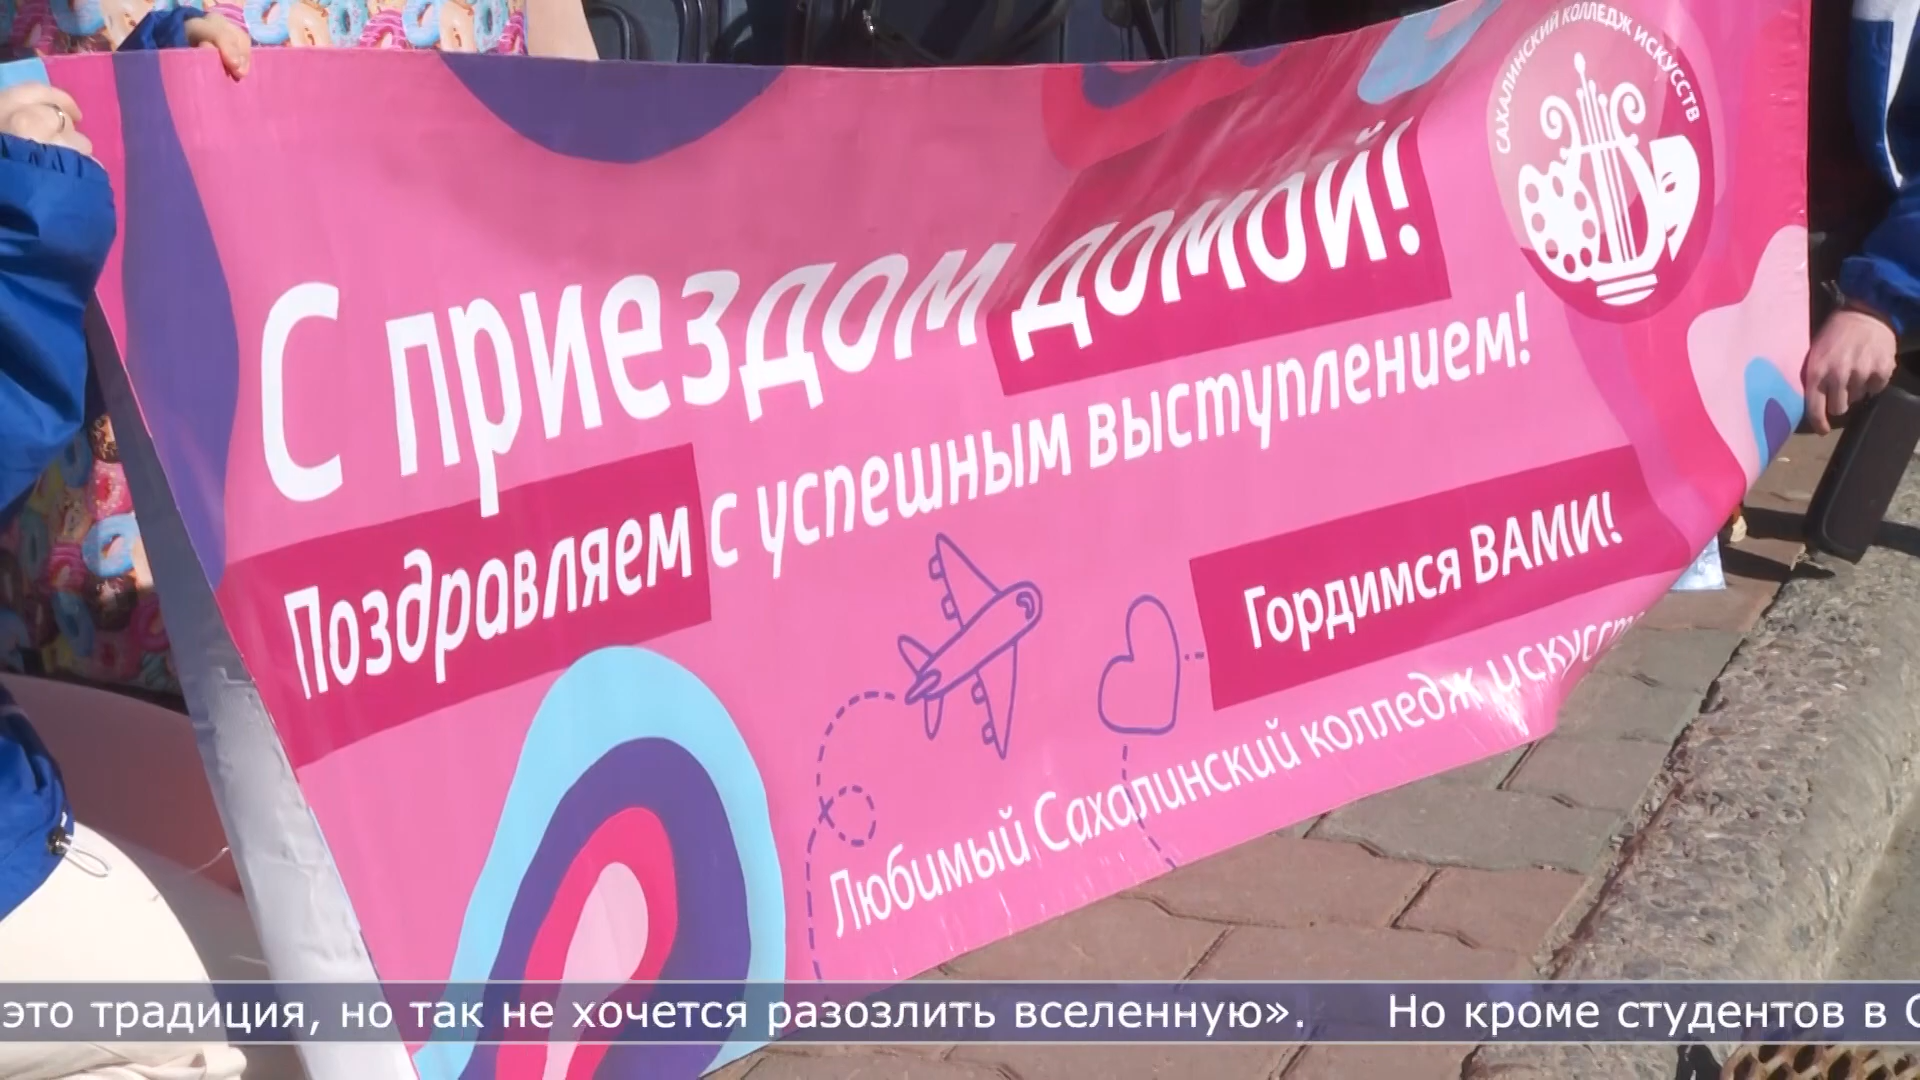 САХАЛИНСКИЙ КОЛЛЕДЖ ИСКУССТВ
С приездом домой!
Поздравляем с успешным выступлением!
Гордимся ВАМИ!
Любимый Сахалинский колледж искусств
это традиция, но так не хочется разозлить вселенную». Но кроме студентов в С